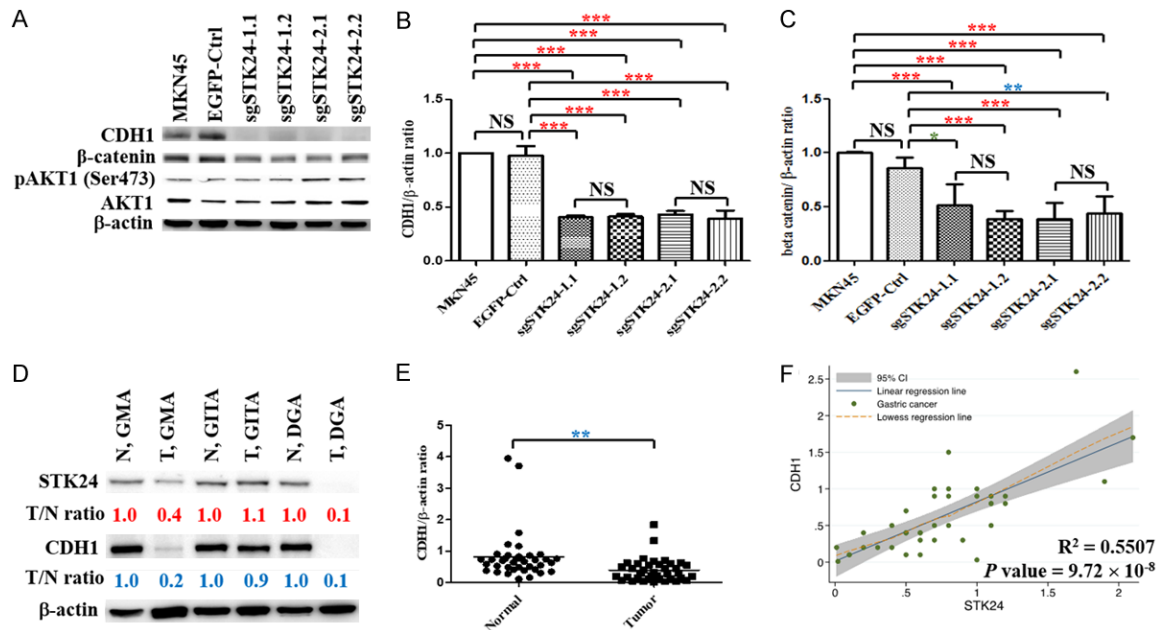 A
MKN45
EGFP-Ctrl
sgSTK24-1.1
sgSTK24-1.2
sgSTK24-2.1
sgSTK24-2.2
CDH1
β-catenin
pAKT1 (Ser473)
AKT1
β-actin
B
***
***
***
***
***
***
***
***
NS
NS
NS
CDH1/β-actin ratio
1.5
1.0
0.5
0.0
MKN45
EGFP-Ctrl
sgSTK24-1.1
sgSTK24-1.2
sgSTK24-2.1
sgSTK24-2.2
C
***
***
***
***
**
***
***
*
NS
NS
NS
beta catenin/ β-actin ratio
1.5
1.0
0.5
0.0
MKN45
EGFP-Ctrl
sgSTK24-1.1
sgSTK24-1.2
sgSTK24-2.1
sgSTK24-2.2
D
N, GMA
T, GMA
N, GITA
T, GITA
N, DGA
T, DGA
STK24
T/N ratio 1.0 0.4 1.0 1.1 1.0 0.1
CDH1
T/N ratio 1.0 0.2 1.0 0.9 1.0 0.1
β-actin
E
**
CDH1/β-actin ratio
5
4
3
2
1
0
Normal
Tumor
F
95% CI
Linear regression line
Gastric cancer
Lowess regression line
CDH1
2.5
2
1.5
1
.5
0
R² = 0.5507
P value = 9.72 × 10⁻⁸
0 .5 1 1.5 2
STK24